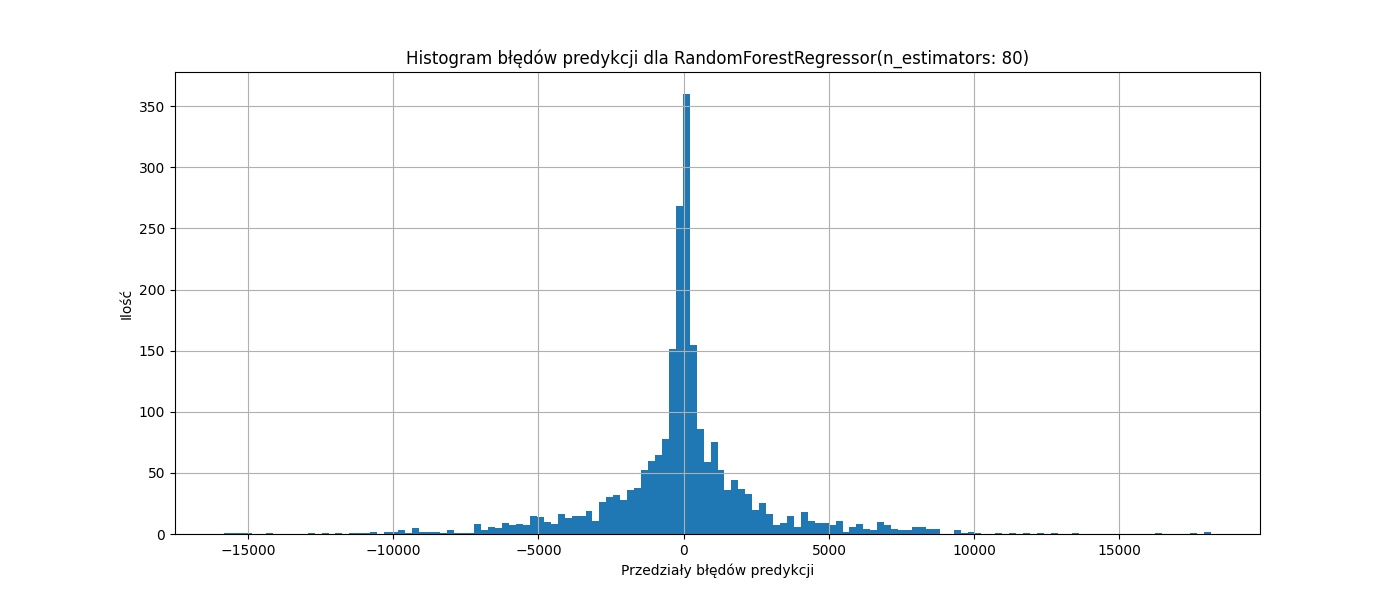 Histogram błędów predykcji dla RandomForestRegressor(n_estimators: 80)
350
300
250
200
150
100
50
0
Ilość
−15000 −10000 −5000 0 5000 10000 15000
Przedziały błędów predykcji